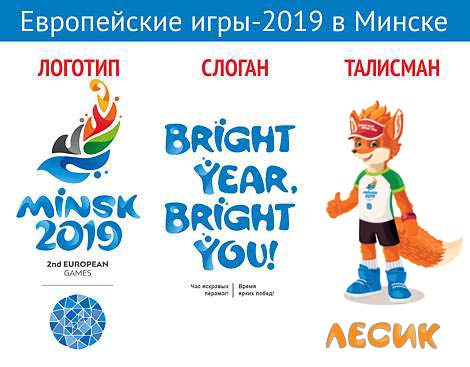 Европейские игры-2019 в Минске
ЛОГОТИП
MINSK
2019
2nd EUROPEAN
GAMES
СЛОГАН
BRIGHT
YEAR,
BRIGHT
YOU!
Час яскравых
перамог!
Время
ярких побед!
ТАЛИСМАН
ЛЕСИК